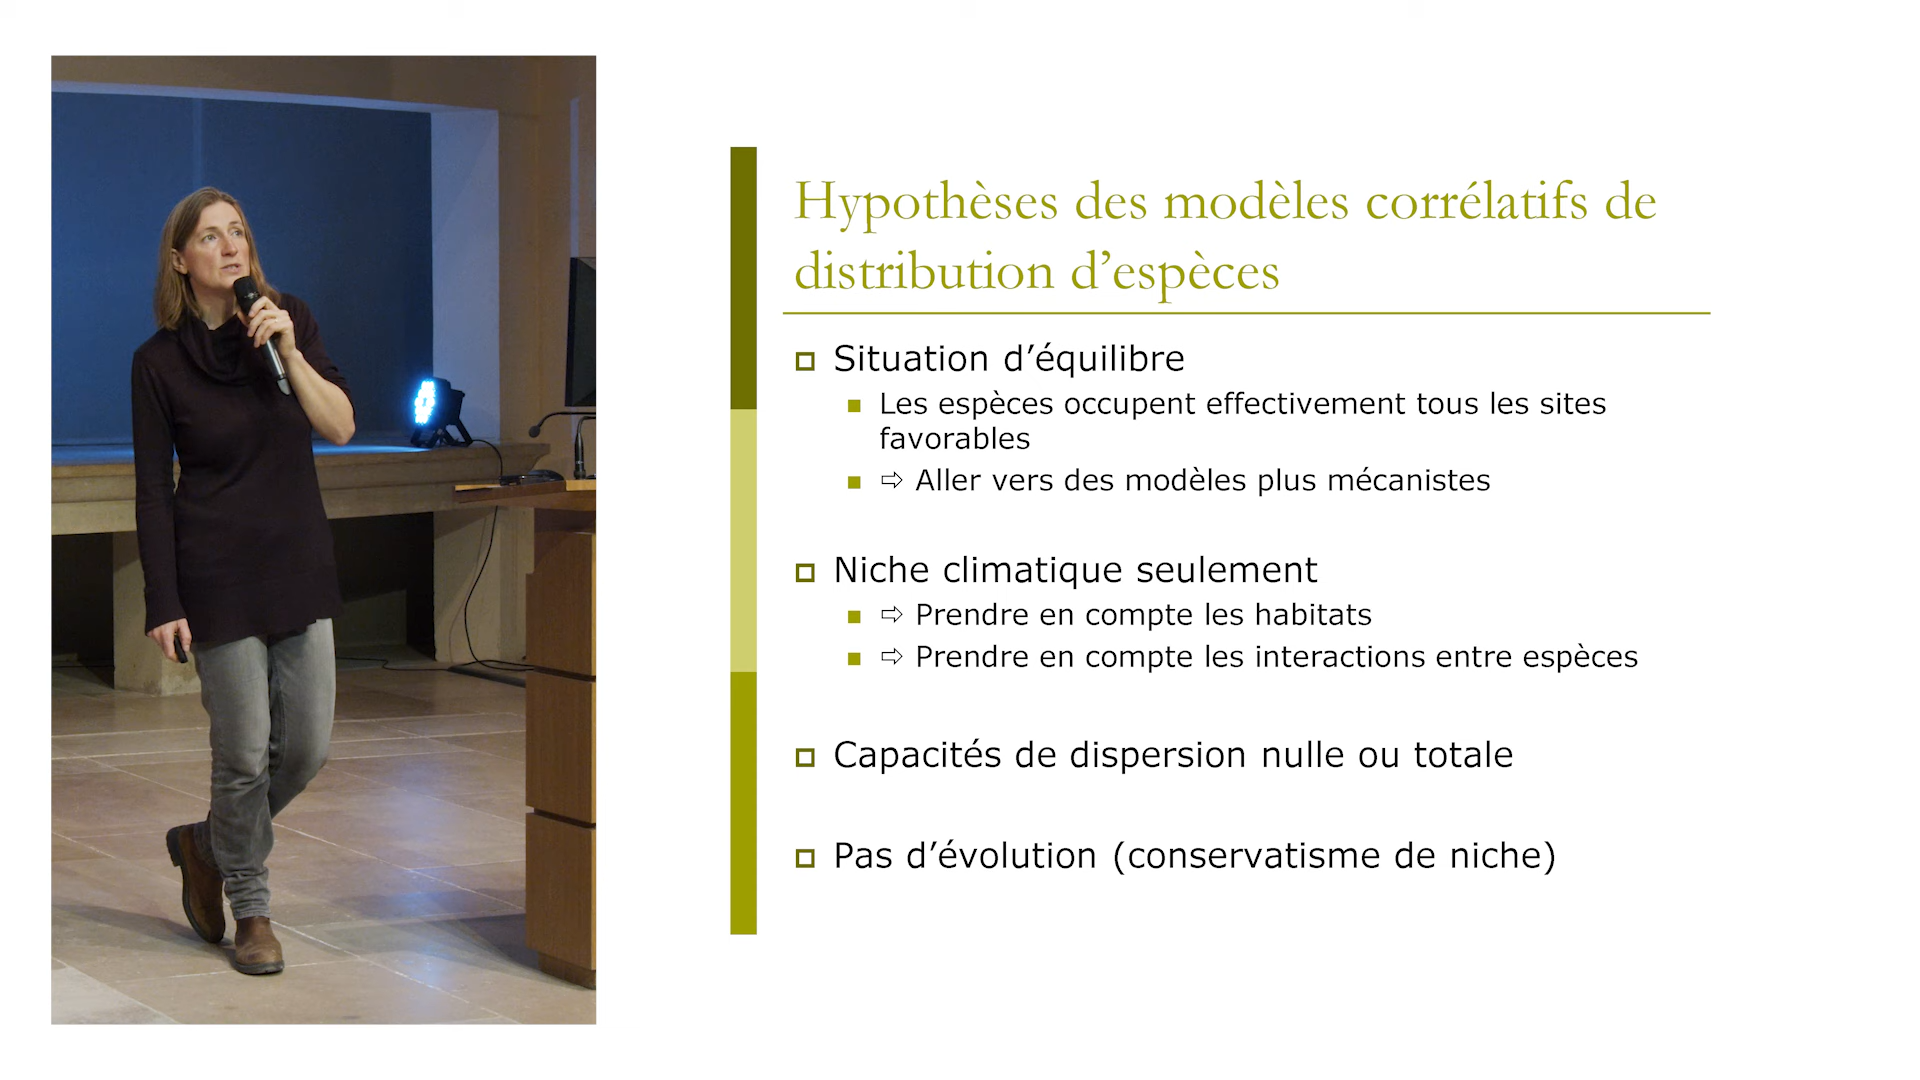 Hypothèses des modèles corrélatifs de
distribution d’espèces
Situation d’équilibre
Les espèces occupent effectivement tous les sites
favorables
⇨ Aller vers des modèles plus mécanistes
Niche climatique seulement
⇨ Prendre en compte les habitats
⇨ Prendre en compte les interactions entre espèces
Capacités de dispersion nulle ou totale
Pas d’évolution (conservatisme de niche)